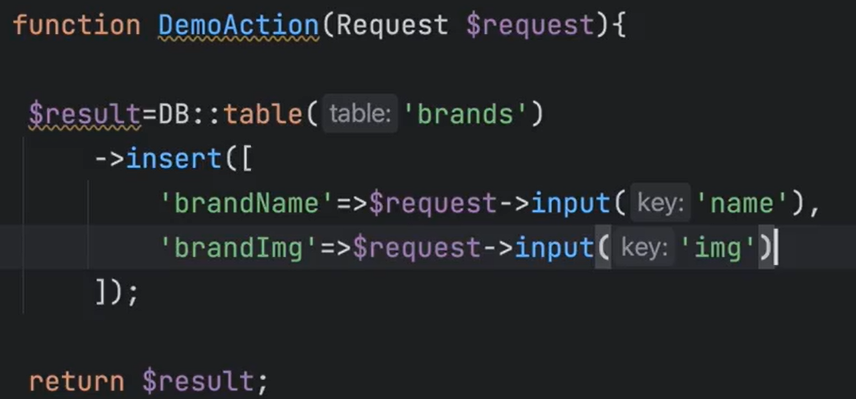 function DemoAction(Request $request){
$result=DB::table( table: 'brands')
->insert([
'brandName'=>$request->input( key: 'name'),
'brandImg'=>$request->input( key: 'img')
]);
return $result;